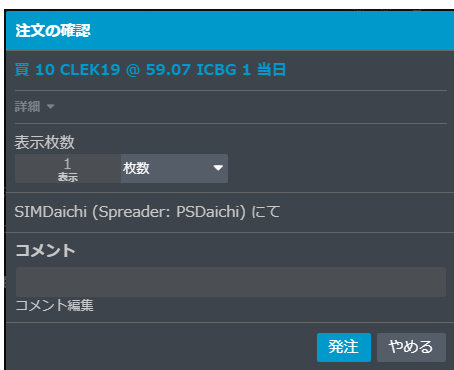 注文の確認
買 10 CLEK19 @ 59.07 ICBG 1 当日
詳細
表示枚数
1 枚数
表示
SIMDaichi (Spreader: PSDaichi) にて
コメント
コメント編集
発注 やめる